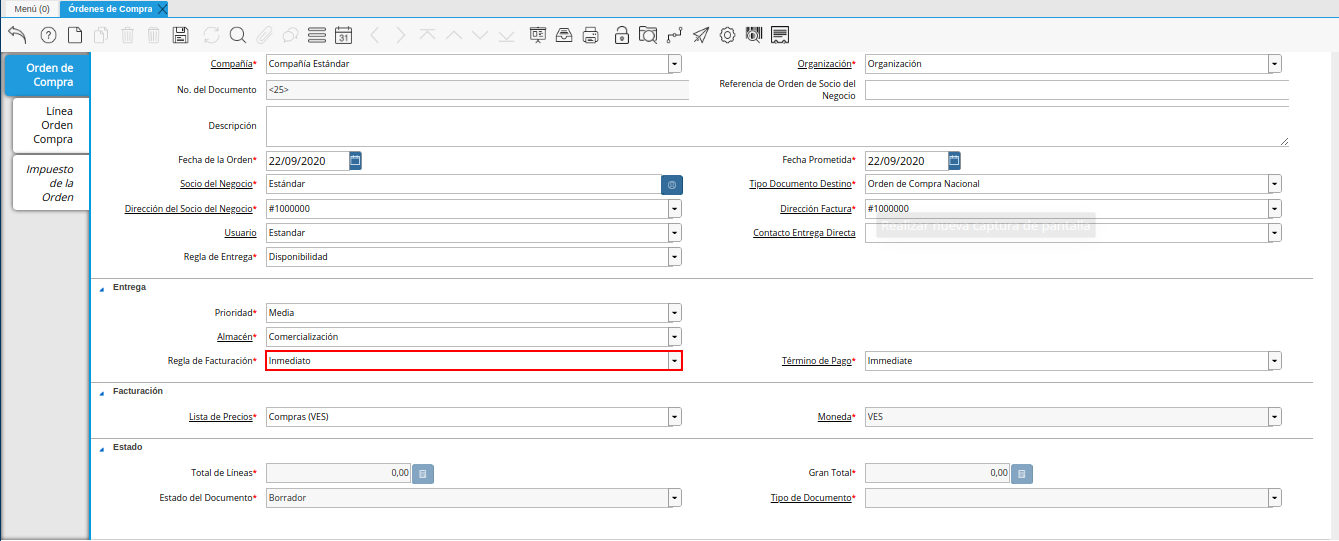 Menú (0) Órdenes de Compra
31
Orden de
Compra
Línea
Orden
Compra
Impuesto
de la
Orden
Compañía* Compañía Estándar Organización* Organización
No. del Documento <25> Referencia de Orden de Socio del
Negocio
Descripción
Fecha de la Orden* 22/09/2020 Fecha Prometida* 22/09/2020
Socio del Negocio* Estándar Tipo Documento Destino* Orden de Compra Nacional
Dirección del Socio del Negocio* #1000000 Dirección Factura* #1000000
Realizar nueva captura de pantalla
Usuario Estandar Contacto Entrega Directa
Regla de Entrega* Disponibilidad
Entrega
Prioridad* Media
Almacén* Comercialización
Regla de Facturación* Inmediato Término de Pago* Immediate
Facturación
Lista de Precios* Compras (VES) Moneda* VES
Estado
Total de Líneas* 0,00 Gran Total* 0,00
Estado del Documento* Borrador Tipo de Documento*